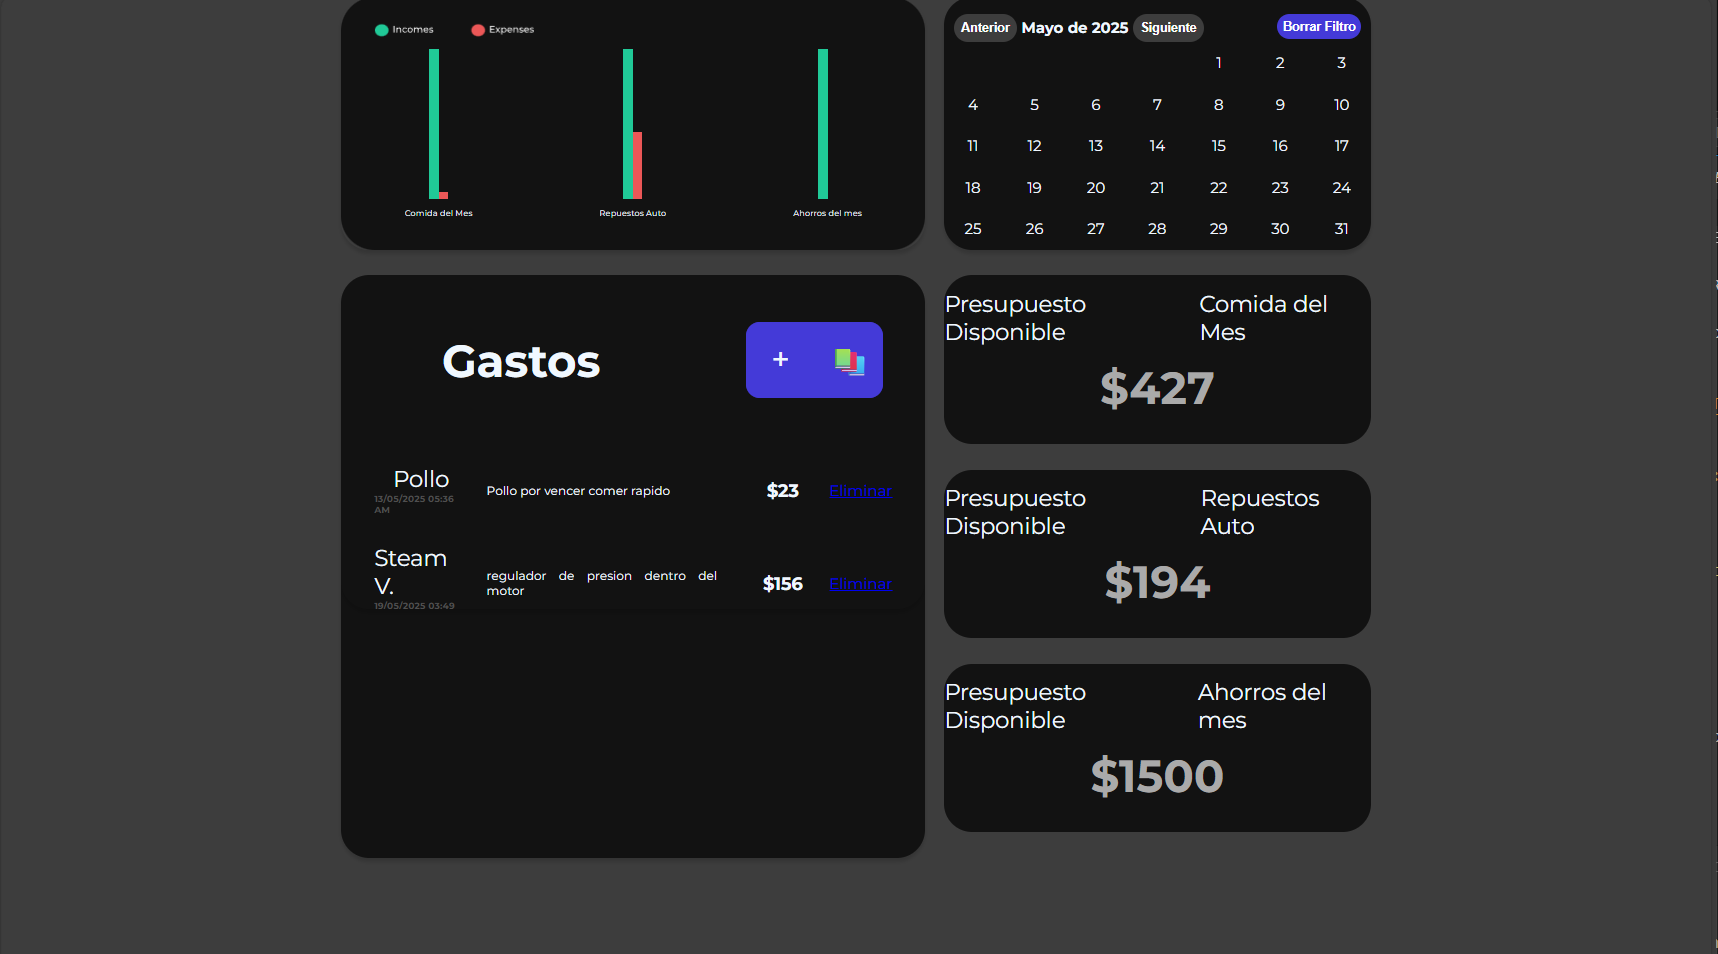 Incomes Expenses
Comida del Mes Repuestos Auto Ahorros del mes
Anterior Mayo de 2025 Siguiente Borrar Filtro
1 2 3
4 5 6 7 8 9 10
11 12 13 14 15 16 17
18 19 20 21 22 23 24
25 26 27 28 29 30 31
Gastos
+
Pollo
13/05/2025 05:36
AM
Pollo por vencer comer rapido
$23
Eliminar
Steam
V.
19/05/2025 03:49
regulador de presion dentro del
motor
$156
Eliminar
Presupuesto
Disponible
Comida del
Mes
$427
Presupuesto
Disponible
Repuestos
Auto
$194
Presupuesto
Disponible
Ahorros del
mes
$1500